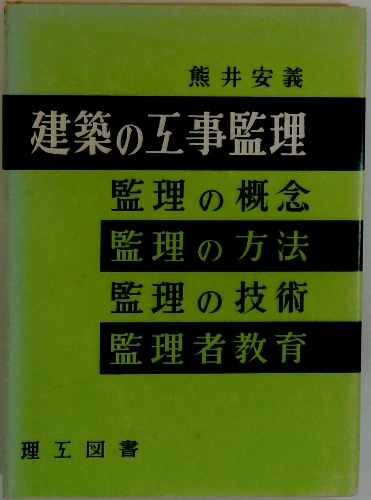 熊井安義
建築の工事監理
監理の概念
監理の方法
監理の技術
監理者教育
理工図書